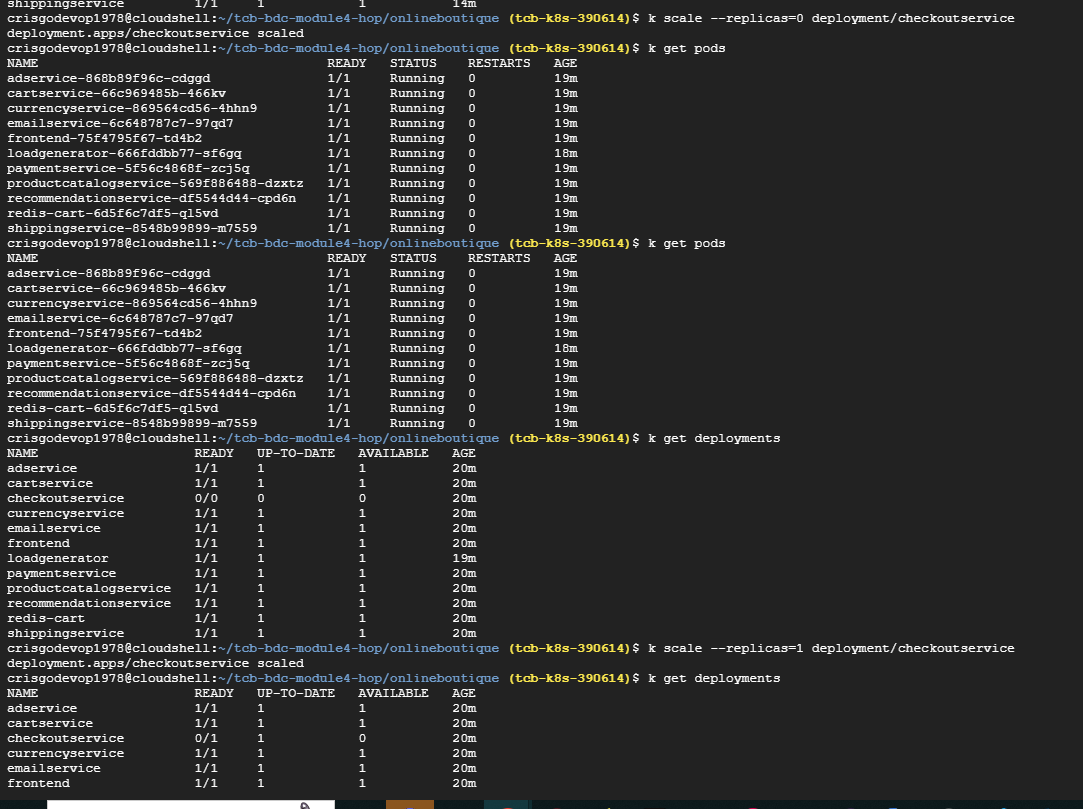 shippingservice 1/1 1 1 14m
crisgodevop1978@cloudshell:~/tcb-bdc-module4-hop/onlineboutique (tcb-k8s-390614)$ k scale --replicas=0 deployment/checkoutservice
deployment.apps/checkoutservice scaled
crisgodevop1978@cloudshell:~/tcb-bdc-module4-hop/onlineboutique (tcb-k8s-390614)$ k get pods
NAME READY STATUS RESTARTS AGE
adservice-868b89f96c-cdggd 1/1 Running 0 19m
cartservice-66c969485b-466kv 1/1 Running 0 19m
currencyservice-869564cd56-4hhn9 1/1 Running 0 19m
emailservice-6c648787c7-97qd7 1/1 Running 0 19m
frontend-75f4795f67-td4b2 1/1 Running 0 19m
loadgenerator-666fddbb77-sf6gq 1/1 Running 0 18m
paymentservice-5f56c4868f-zcj5q 1/1 Running 0 19m
productcatalogservice-569f886488-dzxtz 1/1 Running 0 19m
recommendationservice-df5544d44-cpd6n 1/1 Running 0 19m
redis-cart-6d5f6c7df5-ql5vd 1/1 Running 0 19m
shippingservice-8548b99899-m7559 1/1 Running 0 19m
crisgodevop1978@cloudshell:~/tcb-bdc-module4-hop/onlineboutique (tcb-k8s-390614)$ k get pods
NAME READY STATUS RESTARTS AGE
adservice-868b89f96c-cdggd 1/1 Running 0 19m
cartservice-66c969485b-466kv 1/1 Running 0 19m
currencyservice-869564cd56-4hhn9 1/1 Running 0 19m
emailservice-6c648787c7-97qd7 1/1 Running 0 19m
frontend-75f4795f67-td4b2 1/1 Running 0 19m
loadgenerator-666fddbb77-sf6gq 1/1 Running 0 18m
paymentservice-5f56c4868f-zcj5q 1/1 Running 0 19m
productcatalogservice-569f886488-dzxtz 1/1 Running 0 19m
recommendationservice-df5544d44-cpd6n 1/1 Running 0 19m
redis-cart-6d5f6c7df5-ql5vd 1/1 Running 0 19m
shippingservice-8548b99899-m7559 1/1 Running 0 19m
crisgodevop1978@cloudshell:~/tcb-bdc-module4-hop/onlineboutique (tcb-k8s-390614)$ k get deployments
NAME READY UP-TO-DATE AVAILABLE AGE
adservice 1/1 1 1 20m
cartservice 1/1 1 1 20m
checkoutservice 0/0 0 0 20m
currencyservice 1/1 1 1 20m
emailservice 1/1 1 1 20m
frontend 1/1 1 1 20m
loadgenerator 1/1 1 1 19m
paymentservice 1/1 1 1 20m
productcatalogservice 1/1 1 1 20m
recommendationservice 1/1 1 1 20m
redis-cart 1/1 1 1 20m
shippingservice 1/1 1 1 20m
crisgodevop1978@cloudshell:~/tcb-bdc-module4-hop/onlineboutique (tcb-k8s-390614)$ k scale --replicas=1 deployment/checkoutservice
deployment.apps/checkoutservice scaled
crisgodevop1978@cloudshell:~/tcb-bdc-module4-hop/onlineboutique (tcb-k8s-390614)$ k get deployments
NAME READY UP-TO-DATE AVAILABLE AGE
adservice 1/1 1 1 20m
cartservice 1/1 1 1 20m
checkoutservice 0/1 1 0 20m
currencyservice 1/1 1 1 20m
emailservice 1/1 1 1 20m
frontend 1/1 1 1 20m